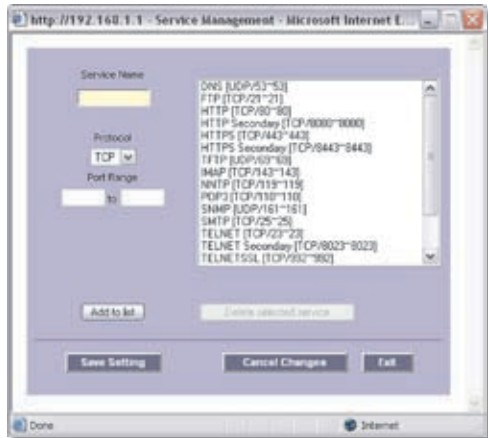 http://192.168.1.1 - Service Management - Microsoft Internet E...
Service Name
Protocol
TCP
Port Range
to
DNS [UDP/53~53]
FTP [TCP/21~21]
HTTP [TCP/80~80]
HTTP Secondary [TCP/8080~8080]
HTTPS [TCP/443~443]
HTTPS Secondary [TCP/8443~8443]
TFTP [UDP/69~69]
IMAP [TCP/143~143]
NNTP [TCP/119~119]
POP3 [TCP/110~110]
SNMP [UDP/161~161]
SMTP [TCP/25~25]
TELNET [TCP/23~23]
TELNET Secondary [TCP/8023~8023]
TELNETSSL [TCP/992~992]
Add to list
Delete selected service
Save Setting
Cancel Changes
Exit
Done
Internet